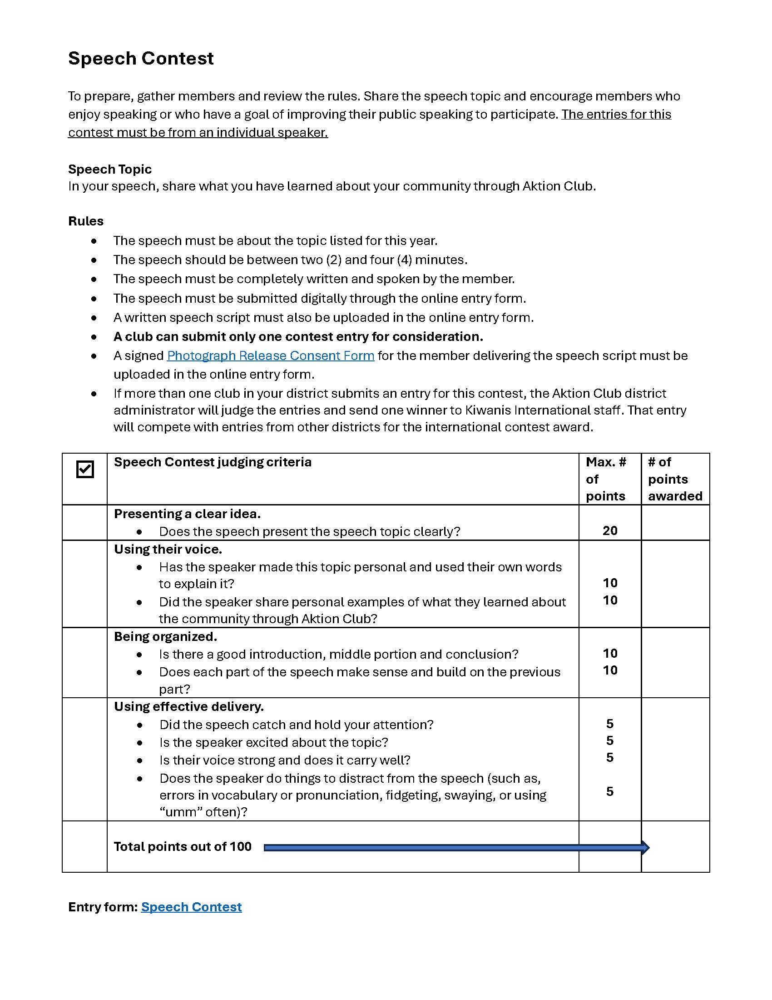 Speech Contest
To prepare, gather members and review the rules. Share the speech topic and encourage members who
enjoy speaking or who have a goal of improving their public speaking to participate. The entries for this
contest must be from an individual speaker.
Speech Topic
In your speech, share what you have learned about your community through Aktion Club.
Rules
• The speech must be about the topic listed for this year.
• The speech should be between two (2) and four (4) minutes.
• The speech must be completely written and spoken by the member.
• The speech must be submitted digitally through the online entry form.
• A written speech script must also be uploaded in the online entry form.
• A club can submit only one contest entry for consideration.
• A signed Photograph Release Consent Form for the member delivering the speech script must be
uploaded in the online entry form.
• If more than one club in your district submits an entry for this contest, the Aktion Club district
administrator will judge the entries and send one winner to Kiwanis International staff. That entry
will compete with entries from other districts for the international contest award.
Speech Contest judging criteria
Max. #
of
points
# of
points
awarded
Presenting a clear idea.
• Does the speech present the speech topic clearly?
20
Using their voice.
• Has the speaker made this topic personal and used their own words
to explain it?
10
• Did the speaker share personal examples of what they learned about
the community through Aktion Club?
10
Being organized.
• Is there a good introduction, middle portion and conclusion?
10
• Does each part of the speech make sense and build on the previous
part?
10
Using effective delivery.
• Did the speech catch and hold your attention?
5
• Is the speaker excited about the topic?
5
• Is their voice strong and does it carry well?
5
• Does the speaker do things to distract from the speech (such as,
errors in vocabulary or pronunciation, fidgeting, swaying, or using
“umm” often)?
5
Total points out of 100
Entry form: Speech Contest